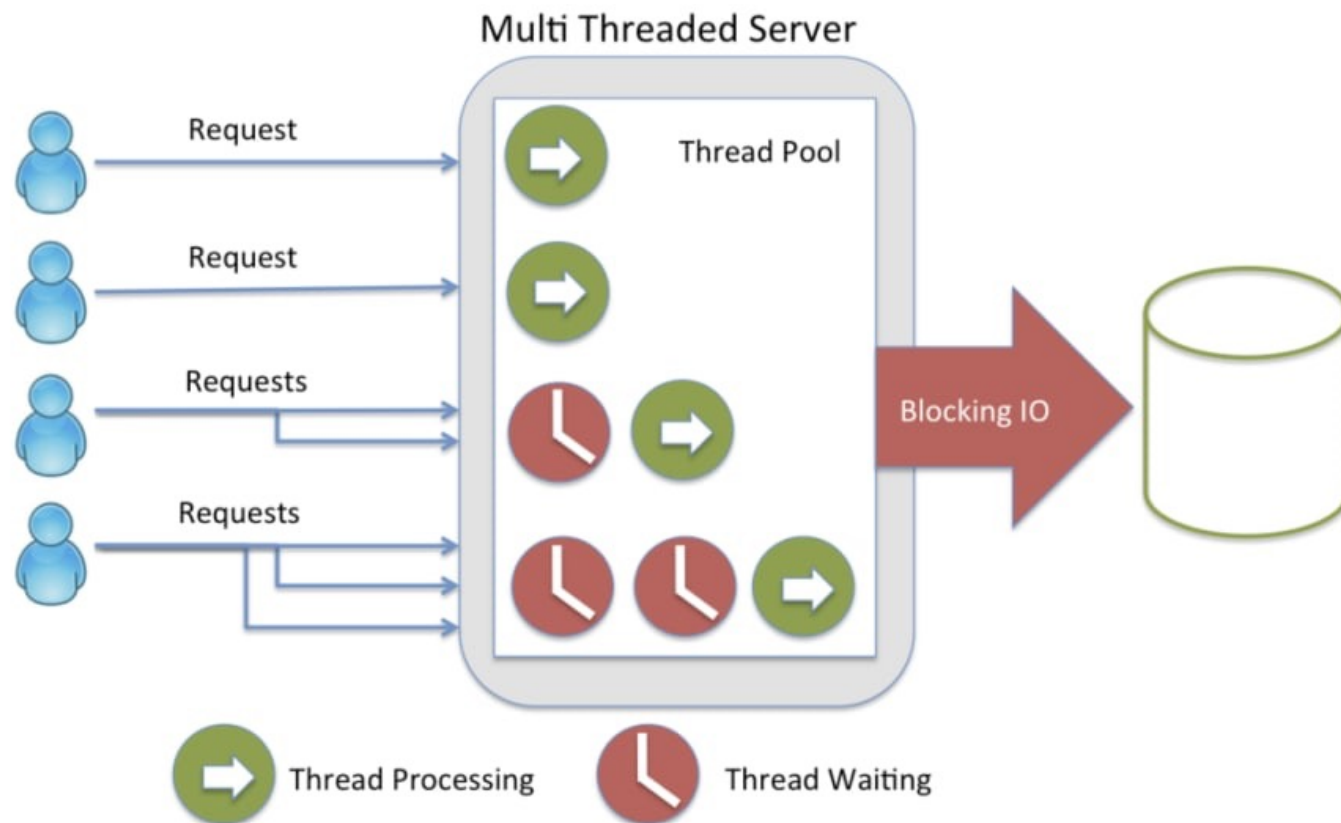 Multi Threaded Server
Request
Thread Pool
Request
Requests
Blocking IO
Requests
Thread Processing
Thread Waiting